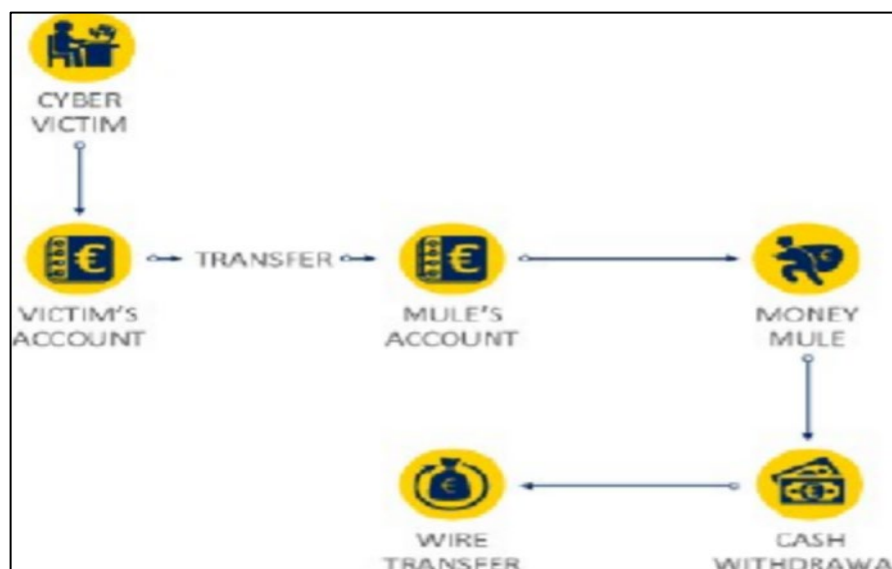 CYBER
VICTIM
TRANSFER
VICTIM'S
ACCOUNT
MULE'S
ACCOUNT
MONEY
MULE
WIRE
TRANSFER
CASH
WITHDRAWA